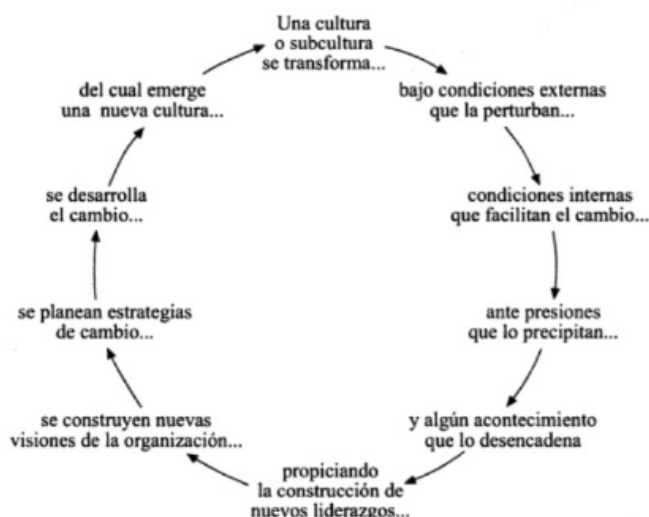 Una cultura
o subcultura
se transforma...
bajo condiciones externas
que la perturban...
condiciones internas
que facilitan el cambio...
ante presiones
que lo precipitan...
y algún acontecimiento
que lo desencadena
propiciando
la construcción de
nuevos liderazgos...
se construyen nuevas
visiones de la organización...
se planean estrategias
de cambio...
se desarrolla
el cambio...
del cual emerge
una nueva cultura...